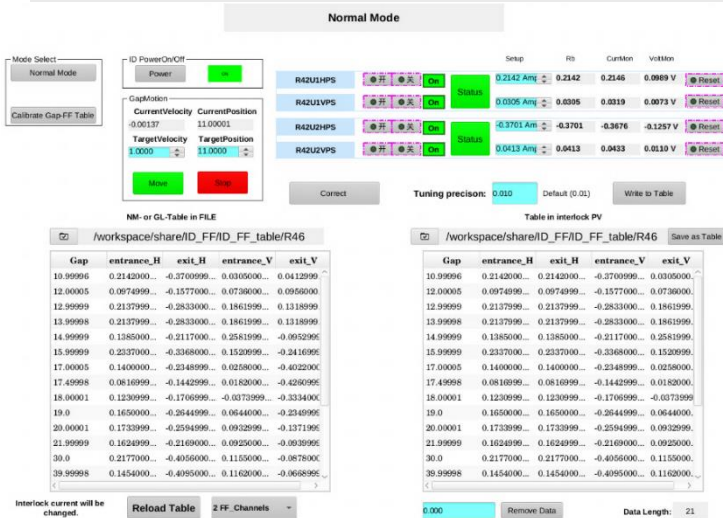 Normal Mode
Mode Select
Normal Mode
Calibrate Gap-FF Table
ID PowerOn/Off
Power
on
GapMotion
CurrentVelocity CurrentPosition
-0.00137 11.00001
TargetVelocity TargetPosition
1.0000 11.0000
Move Stop
Setup Rb CurrMon VoltMon
R42U1HPS 开 关 On Status 0.2142 Amp 0.2142 0.2146 0.0989 V Reset
R42U1VPS 开 关 On 0.0305 Amp 0.0305 0.0319 0.0073 V Reset
R42U2HPS 开 关 On Status -0.3701 Am -0.3701 -0.3676 -0.1257 V Reset
R42U2VPS 开 关 On 0.0413 Amp 0.0413 0.0433 0.0110 V Reset
Correct Tuning precison: 0.010 Default (0.01) Write to Table
NM- or GL-Table in FILE
/workspace/share/ID_FF/ID_FF_table/R46
Gap entrance_H exit_H entrance_V exit_V
10.99996 0.2142000... -0.3700999... 0.0305000... 0.0412999
12.00005 0.0974999... -0.1577000... 0.0736000... 0.0956000
12.99999 0.2137999... -0.2833000... 0.1861999... 0.1318999
13.99998 0.2137999... -0.2833000... 0.1861999... 0.1318999
14.99999 0.1385000... -0.2117000... 0.2581999... -0.0952999
15.99999 0.2337000... -0.3368000... 0.1520999... -0.2416999
17.00005 0.1400000... -0.2348999... 0.0258000... -0.4022000
17.49998 0.0816999... -0.1442999... 0.0182000... -0.4260999
18.00001 0.1230999... -0.1706999... -0.0373999... -0.3334000
19.0 0.1650000... -0.2644999... 0.0644000... -0.2349999
20.00001 0.1733999... -0.2594999... 0.0932999... -0.1371999
21.99999 0.1624999... -0.2169000... 0.0925000... -0.0939999
30.0 0.2177000... -0.4056000... 0.1155000... -0.0878000
39.99998 0.1454000... -0.4095000... 0.1162000... -0.0668999
Interlock current will be
changed.
Reload Table 2 FF_Channels
Table in interlock PV
/workspace/share/ID_FF/ID_FF_table/R46 Save as Table
Gap entrance_H exit_H entrance_V exit_V
10.99996 0.2142000... 0.2142000... -0.3700999... 0.0305000...
12.00005 0.0974999... 0.0974999... -0.1577000... 0.0736000...
12.99999 0.2137999... 0.2137999... -0.2833000... 0.1861999...
13.99998 0.2137999... 0.2137999... -0.2833000... 0.1861999...
14.99999 0.1385000... 0.1385000... -0.2117000... 0.2581999...
15.99999 0.2337000... 0.2337000... -0.3368000... 0.1520999...
17.00005 0.1400000... 0.1400000... -0.2348999... 0.0258000...
17.49998 0.0816999... 0.0816999... -0.1442999... 0.0182000...
18.00001 0.1230999... 0.1230999... -0.1706999... -0.0373999
19.0 0.1650000... 0.1650000... -0.2644999... 0.0644000...
20.00001 0.1733999... 0.1733999... -0.2594999... 0.0932999...
21.99999 0.1624999... 0.1624999... -0.2169000... 0.0925000...
30.0 0.2177000... 0.2177000... -0.4056000... 0.1155000...
39.99998 0.1454000... 0.1454000... -0.4095000... 0.1162000...
0.000 Remove Data Data Length: 21